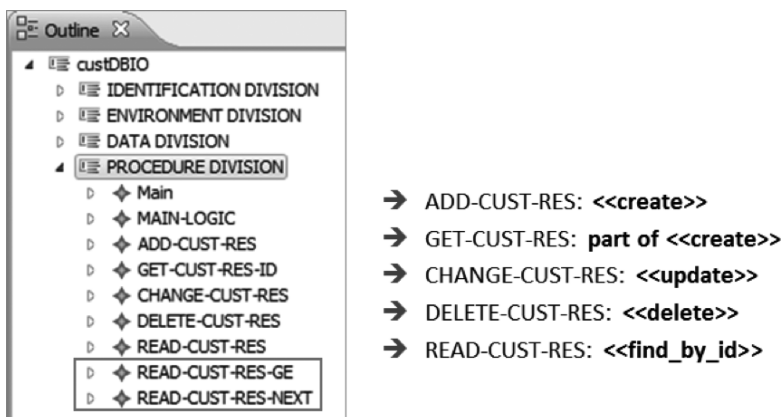 Outline
custDBIO
IDENTIFICATION DIVISION
ENVIRONMENT DIVISION
DATA DIVISION
PROCEDURE DIVISION
Main
MAIN-LOGIC
ADD-CUST-RES
GET-CUST-RES-ID
CHANGE-CUST-RES
DELETE-CUST-RES
READ-CUST-RES
READ-CUST-RES-GE
READ-CUST-RES-NEXT
➔ ADD-CUST-RES: <<create>>
➔ GET-CUST-RES: part of <<create>>
➔ CHANGE-CUST-RES: <<update>>
➔ DELETE-CUST-RES: <<delete>>
➔ READ-CUST-RES: <<find_by_id>>